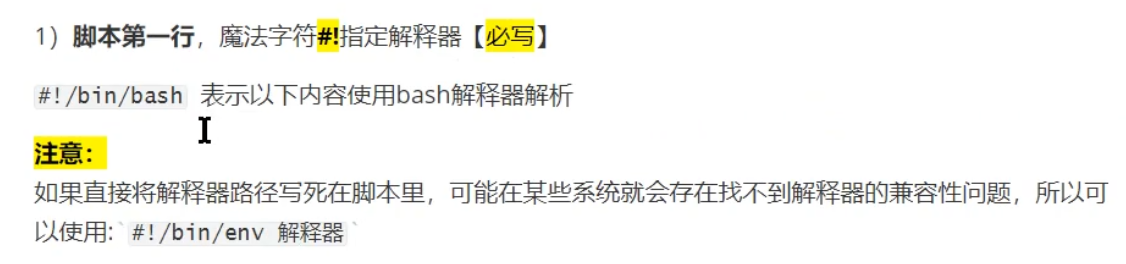 1）脚本第一行，魔法字符#!指定解释器【必写】
#!/bin/bash 表示以下内容使用bash解释器解析
注意：
如果直接将解释器路径写死在脚本里，可能在某些系统就会存在找不到解释器的兼容性问题，所以可
以使用:`#!/bin/env 解释器`